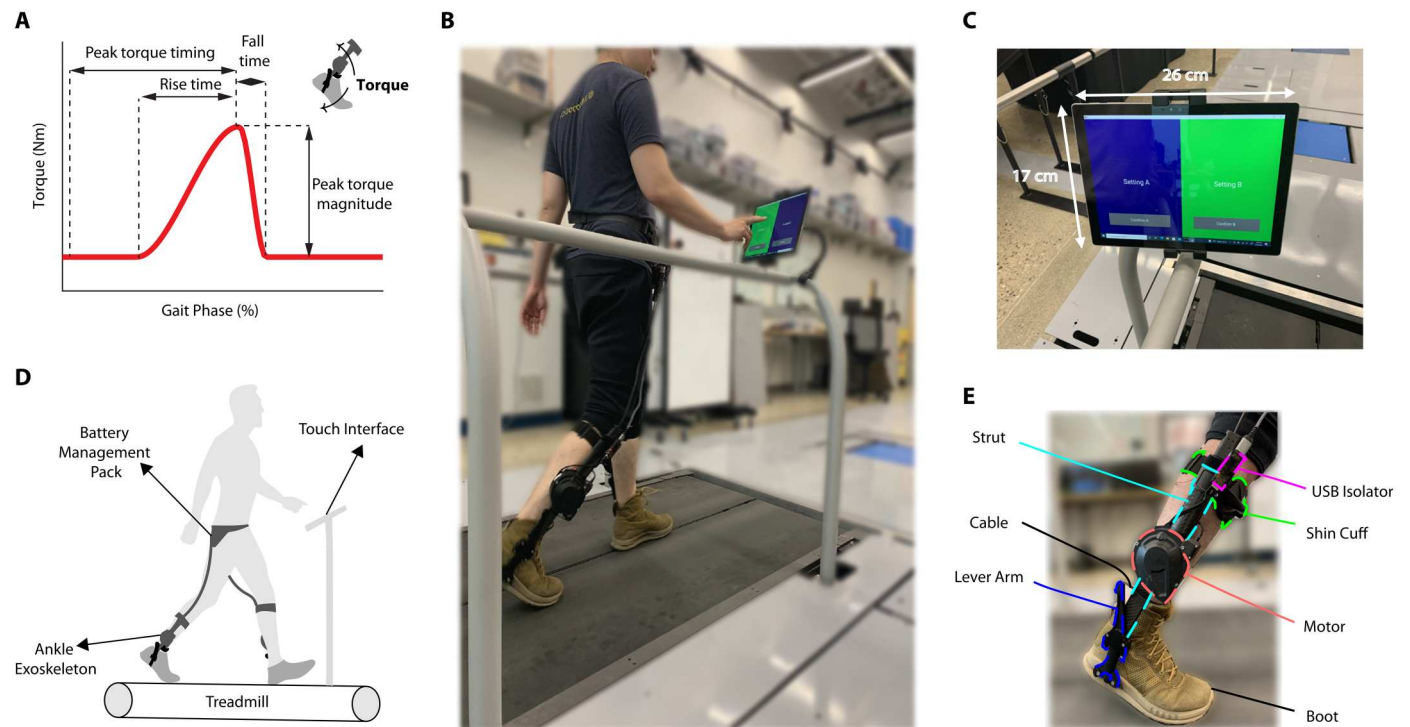 A
Peak torque timing
Fall
time
Rise time
Torque
Torque (Nm)
Peak torque
magnitude
Gait Phase (%)
B
C
26 cm
17 cm
Setting A
Setting B
Confirm A
Confirm B
D
Battery
Management
Pack
Touch Interface
Ankle
Exoskeleton
Treadmill
E
Strut
USB Isolator
Shin Cuff
Cable
Lever Arm
Motor
Boot